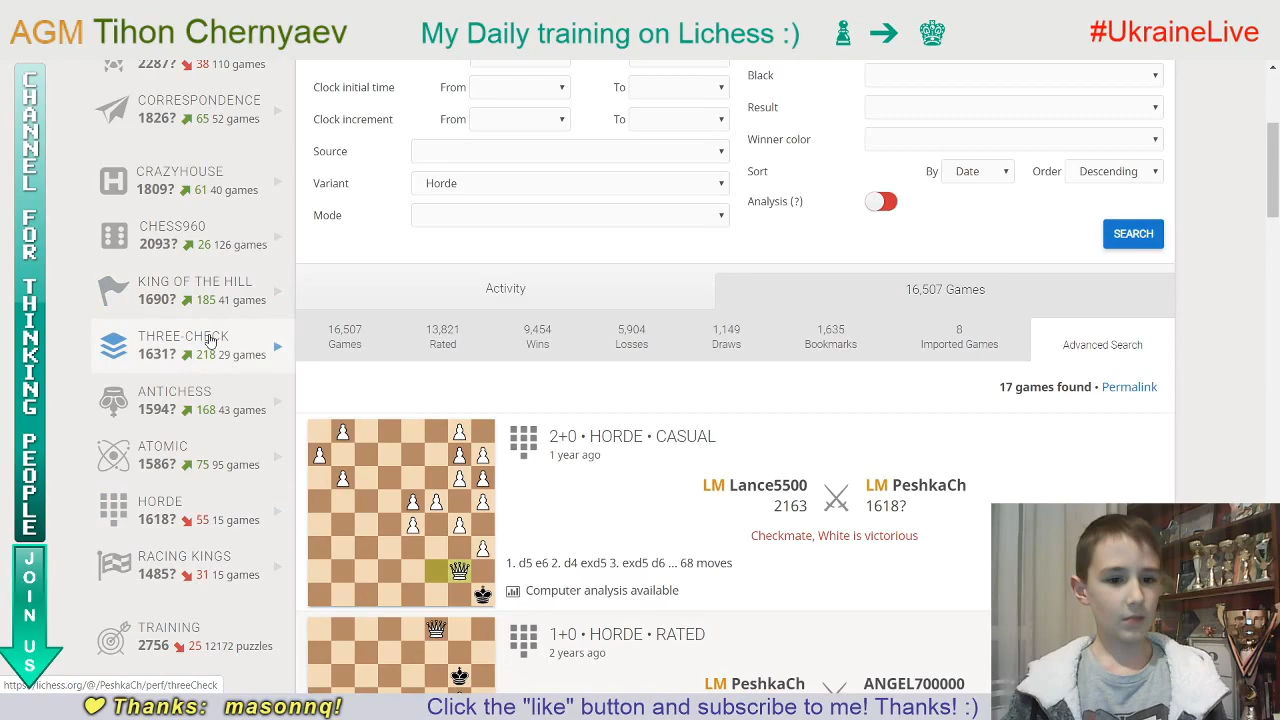 AGM Tihon Chernyaev
My Daily training on Lichess :)
#UkraineLive
CHANNEL FOR THINKING PEOPLE
JOIN US
2287? 38 110 games
CORRESPONDENCE
1826? 65 52 games
CRAZYHOUSE
1809? 61 40 games
CHESS960
2093? 26 126 games
KING OF THE HILL
1690? 185 41 games
THREE-CHECK
1631? 218 29 games
ANTICHESS
1594? 168 43 games
ATOMIC
1586? 75 95 games
HORDE
1618? 55 15 games
RACING KINGS
1485? 31 15 games
TRAINING
2756 25 12172 puzzles
https://lichess.org/@/PeshkaCh/perf/threeCheck
Clock initial time From To
Clock increment From To
Source
Variant Horde
Mode
Black
Result
Winner color
Sort By Date Order Descending
Analysis (?)
SEARCH
Activity
16,507 Games
16,507 Games
13,821 Rated
9,454 Wins
5,904 Losses
1,149 Draws
1,635 Bookmarks
8 Imported Games
Advanced Search
17 games found • Permalink
2+0 • HORDE • CASUAL
1 year ago
LM Lance5500 LM PeshkaCh
2163 1618?
Checkmate, White is victorious
1. d5 e6 2. d4 exd5 3. exd5 d6 ... 68 moves
Computer analysis available
1+0 • HORDE • RATED
2 years ago
LM PeshkaCh ANGEL700000
Thanks: masonnq!
Click the "like" button and subscribe to me! Thanks! :)